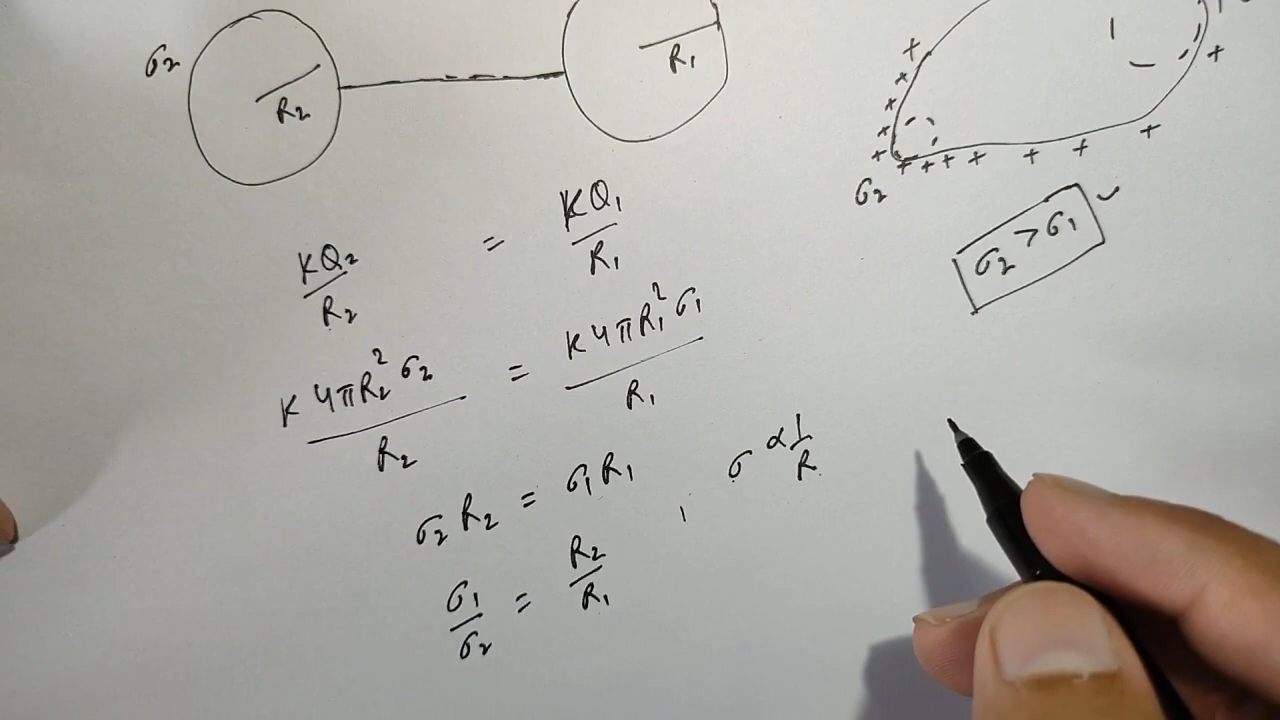 σ₂
R₂
R₁
+ + + + + + + + + + + + + +
σ₂
σ₂ > σ₁ ✓
KQ₂/R₂ = KQ₁/R₁
K4πR₂²σ₂/R₂ = K4πR₁²σ₁/R₁
σ₂R₂ = σ₁R₁ , σ α 1/R
σ₁/σ₂ = R₂/R₁